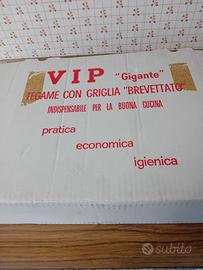 VIP "Gigante"
TEGAME CON GRIGLIA "BREVETTATO"
INDISPENSABILE PER LA BUONA CUCINA
pratica
economica
igienica
subito